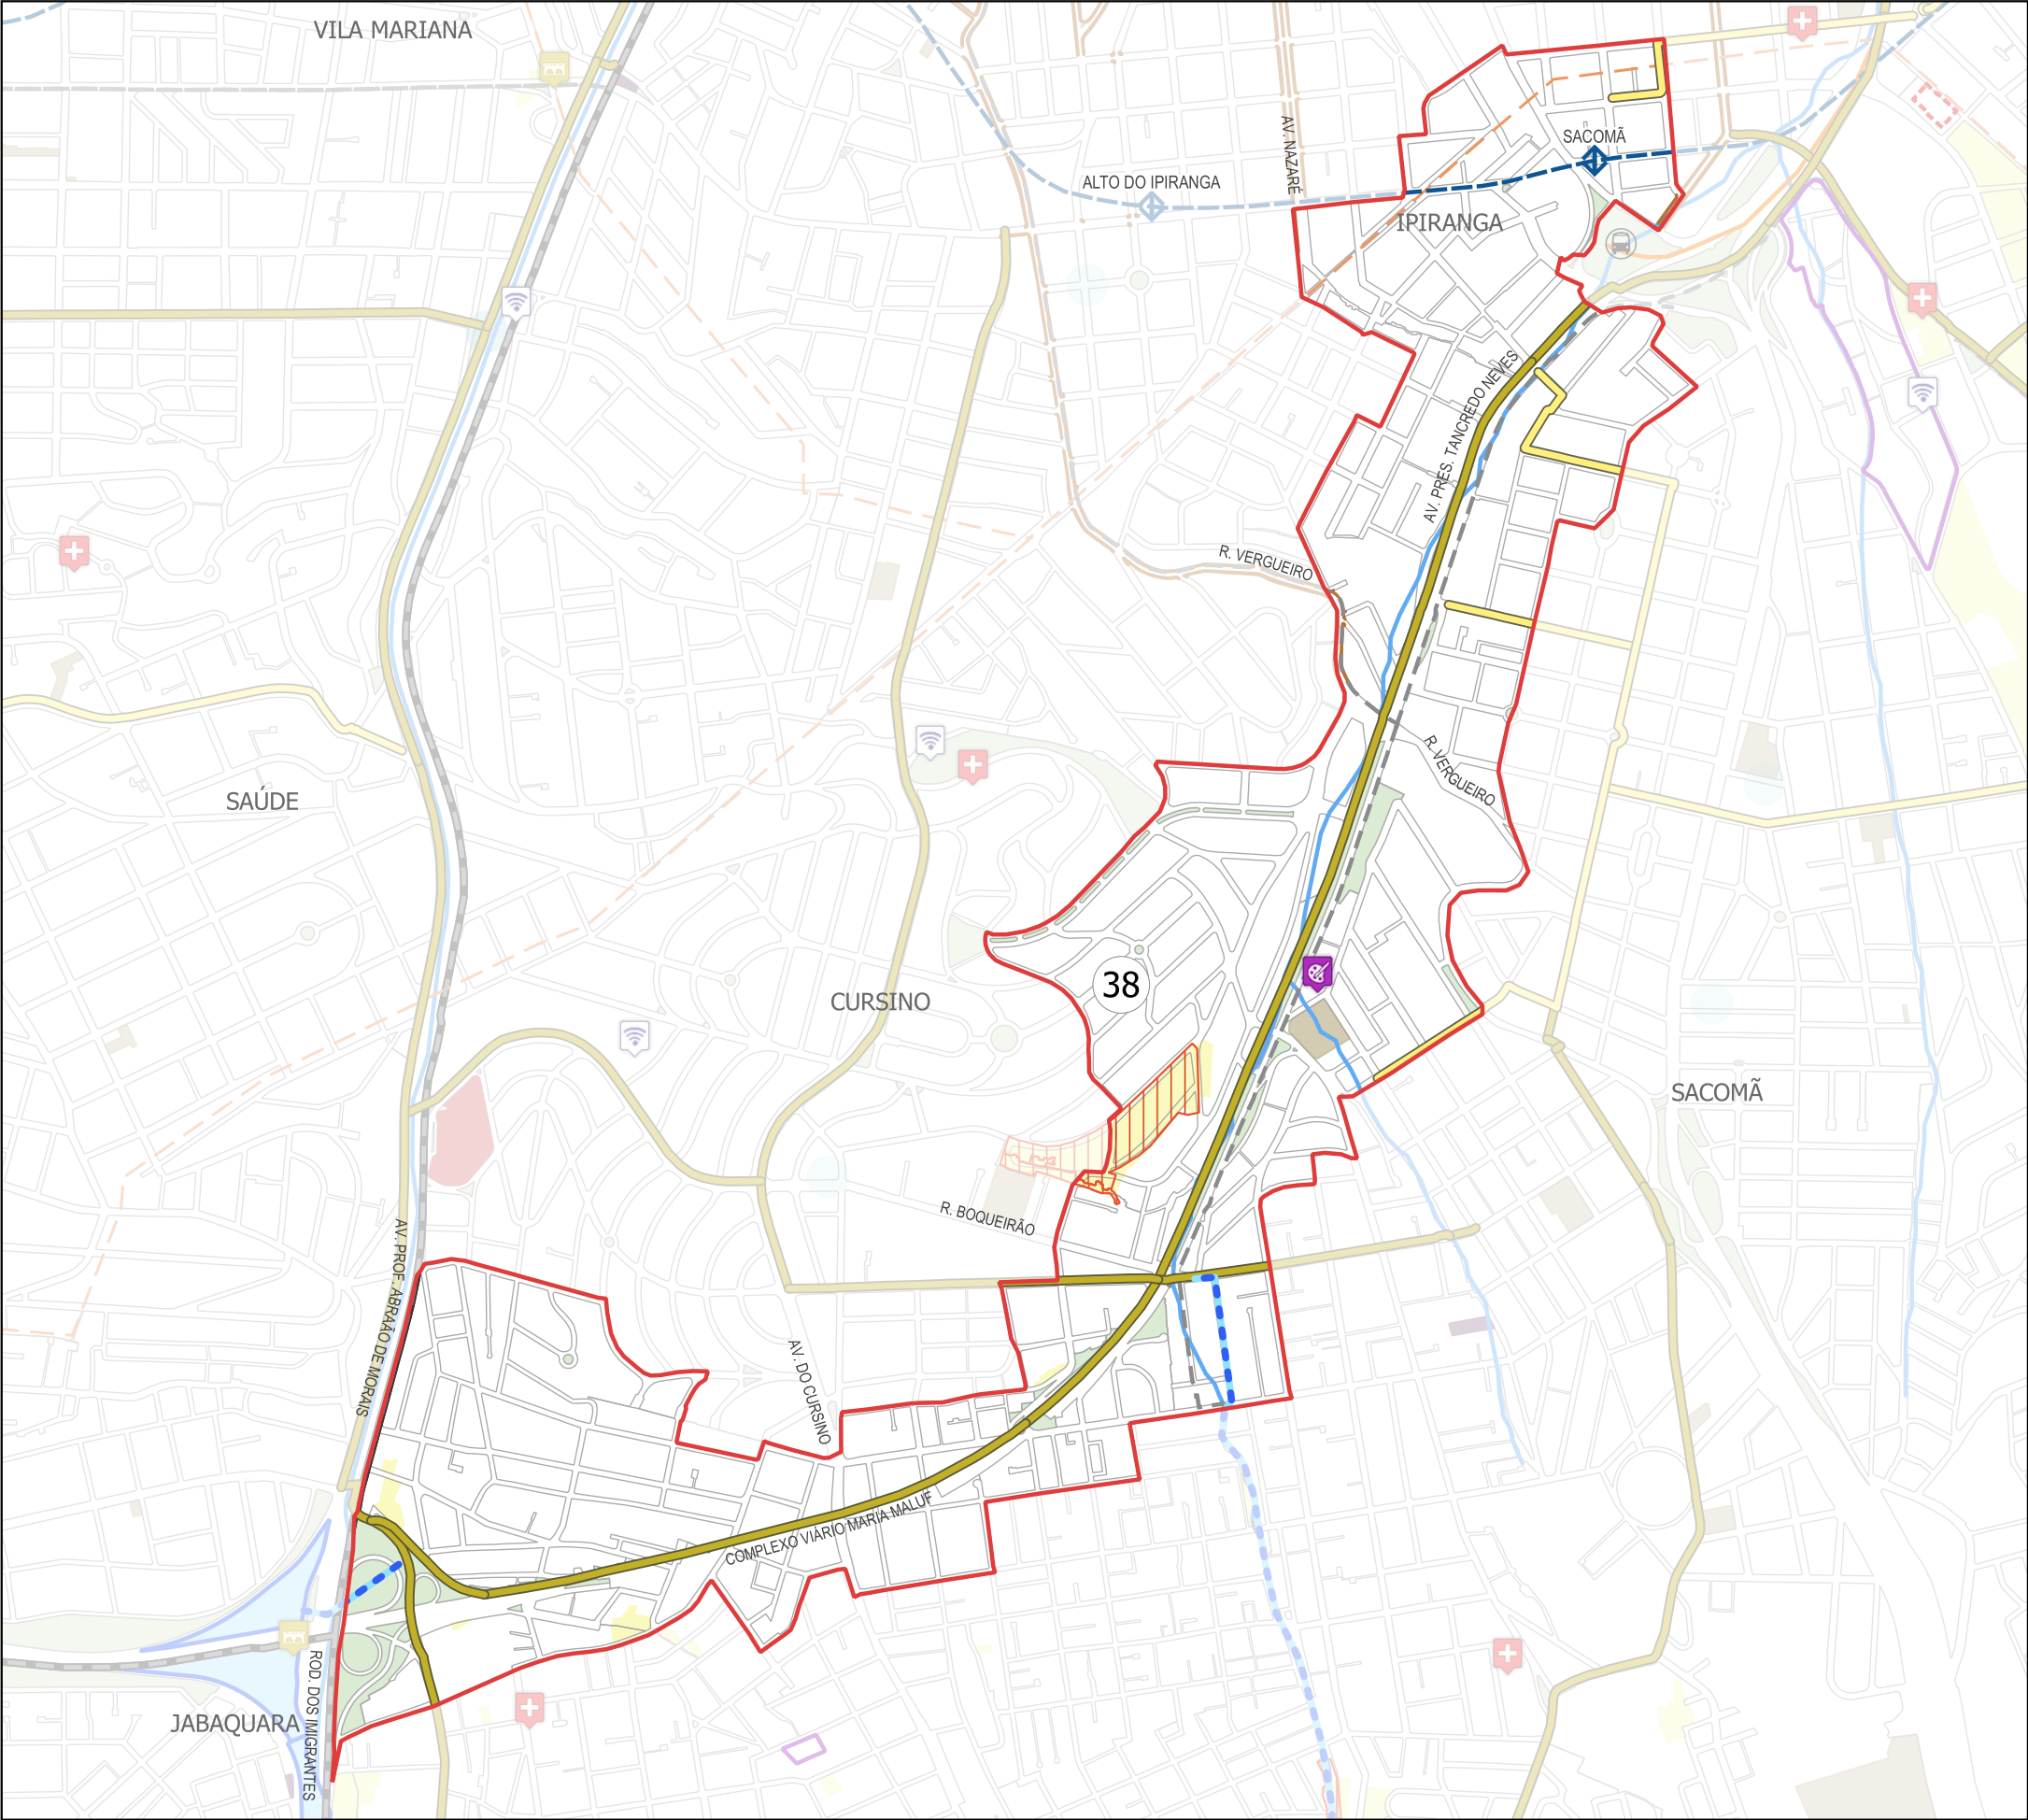 VILA MARIANA
SACOMÃ
AV. NAZARÉ
ALTO DO IPIRANGA
IPIRANGA
AV. PRES. TANCREDO NEVES
R. VERGUEIRO
R. VERGUEIRO
SAÚDE
38
CURSINO
SACOMÃ
R. BOQUEIRÃO
AV. PROF. ABRAÃO DE MORAIS
AV. DO CURSINO
COMPLEXO VIÁRIO MARIA MALUF
JABAQUARA
ROD. DOS IMIGRANTES